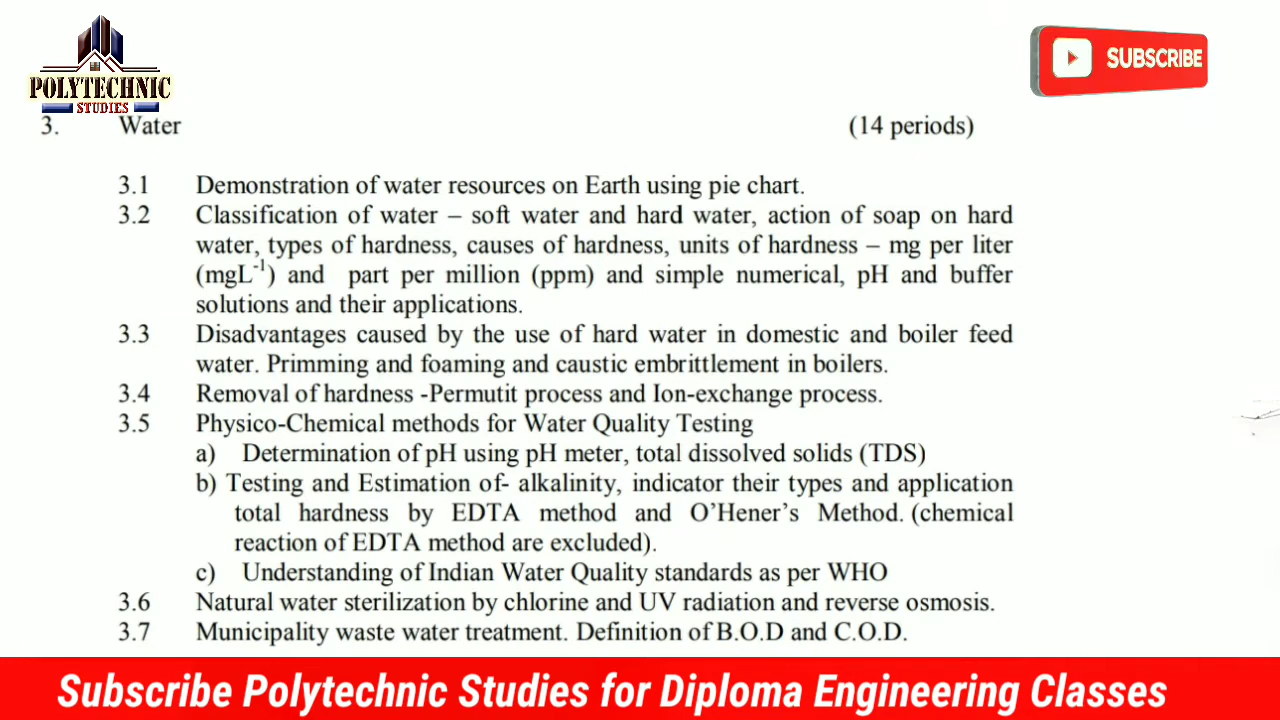 POLYTECHNIC
STUDIES
SUBSCRIBE
3. Water (14 periods)
3.1 Demonstration of water resources on Earth using pie chart.
3.2 Classification of water – soft water and hard water, action of soap on hard
water, types of hardness, causes of hardness, units of hardness – mg per liter
(mgL⁻¹) and part per million (ppm) and simple numerical, pH and buffer
solutions and their applications.
3.3 Disadvantages caused by the use of hard water in domestic and boiler feed
water. Primming and foaming and caustic embrittlement in boilers.
3.4 Removal of hardness -Permutit process and Ion-exchange process.
3.5 Physico-Chemical methods for Water Quality Testing
a) Determination of pH using pH meter, total dissolved solids (TDS)
b) Testing and Estimation of- alkalinity, indicator their types and application
total hardness by EDTA method and O’Hener’s Method. (chemical
reaction of EDTA method are excluded).
c) Understanding of Indian Water Quality standards as per WHO
3.6 Natural water sterilization by chlorine and UV radiation and reverse osmosis.
3.7 Municipality waste water treatment. Definition of B.O.D and C.O.D.
Subscribe Polytechnic Studies for Diploma Engineering Classes